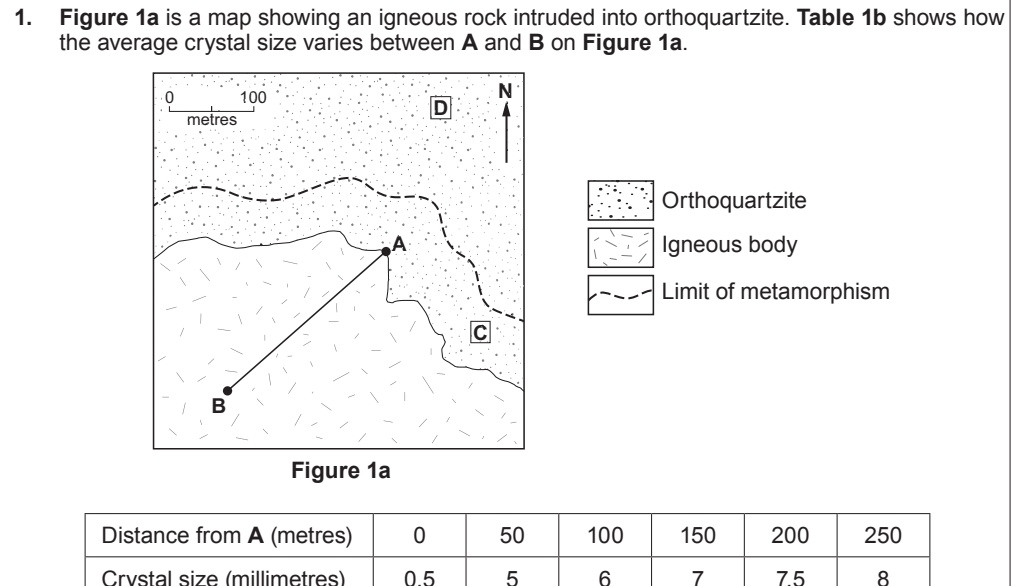 1. Figure 1a is a map showing an igneous rock intruded into orthoquartzite. Table 1b shows how
the average crystal size varies between A and B on Figure 1a.
0 100
metres
D
N
A
C
B
Orthoquartzite
Igneous body
Limit of metamorphism
Figure 1a
Distance from A (metres) 0 50 100 150 200 250
Crystal size (millimetres) 0.5 5 6 7 7.5 8